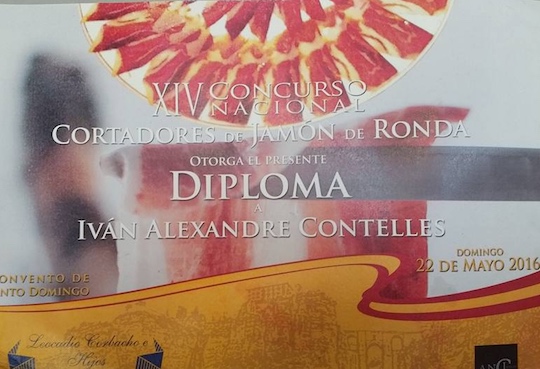 XIV CONCURSO
NACIONAL
CORTADORES DE JAMÓN DE RONDA
OTORGA EL PRESENTE
DIPLOMA
A
IVÁN ALEXANDRE CONTELLES
DOMINGO
22 DE MAYO 2016
ONVENTO DE
NTO DOMINGO
Leocadio Corbacho e
Hijos